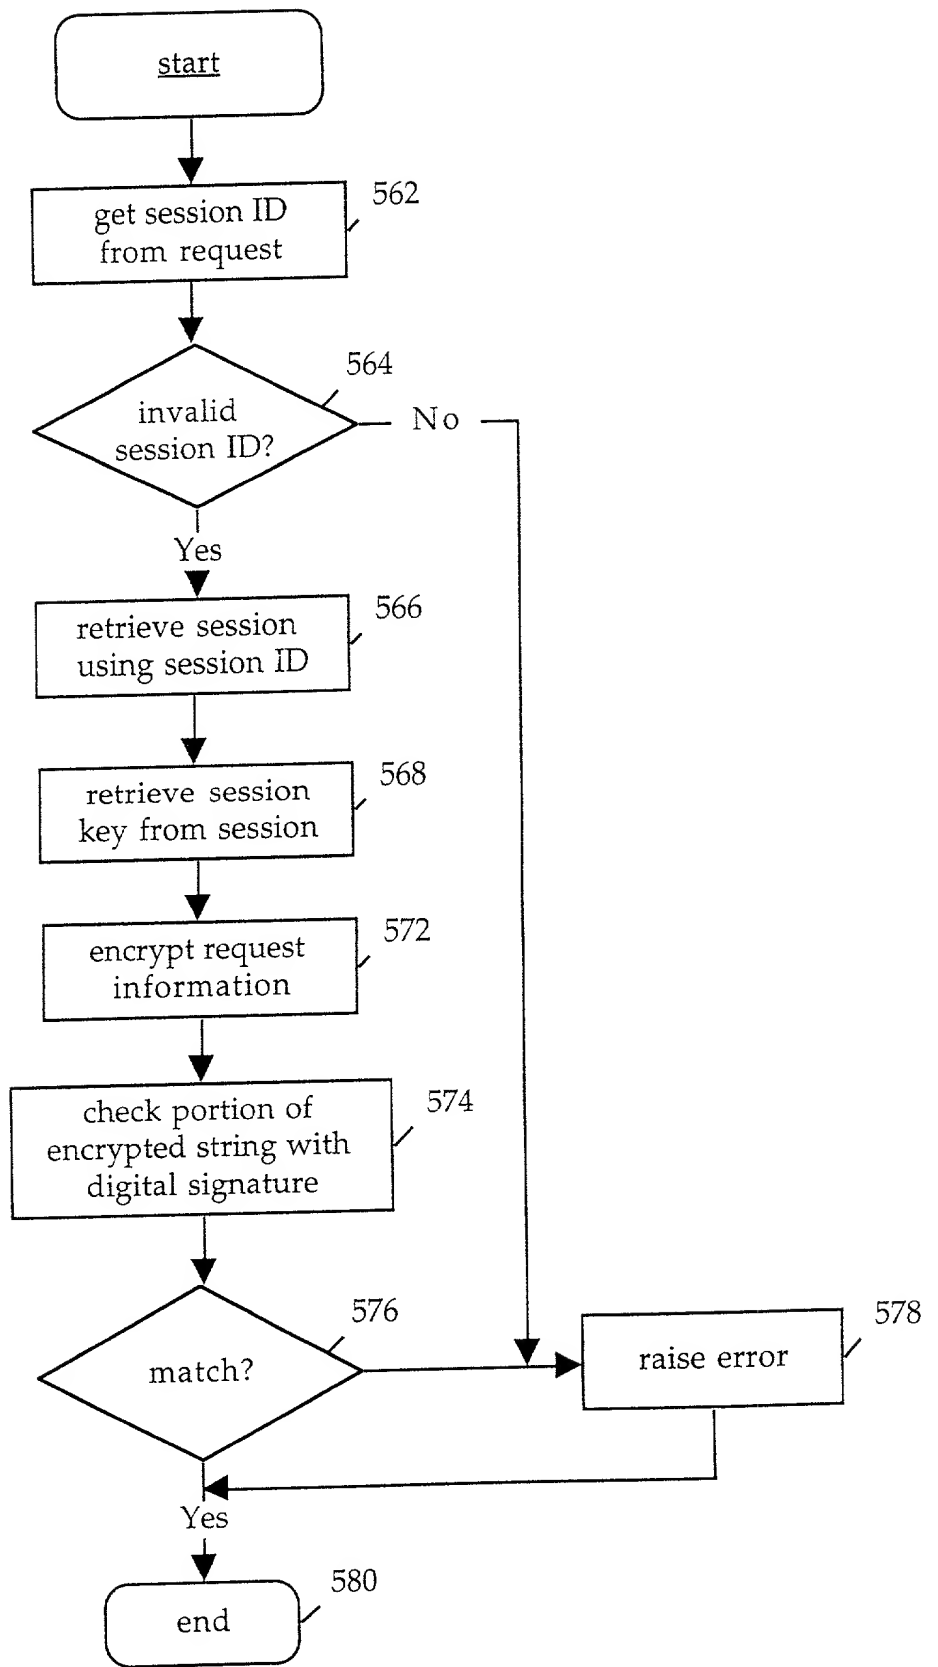 start
562
get session ID
from request
564
invalid
session ID?
No
Yes
566
retrieve session
using session ID
568
retrieve session
key from session
572
encrypt request
information
574
check portion of
encrypted string with
digital signature
576
match?
578
raise error
Yes
580
end